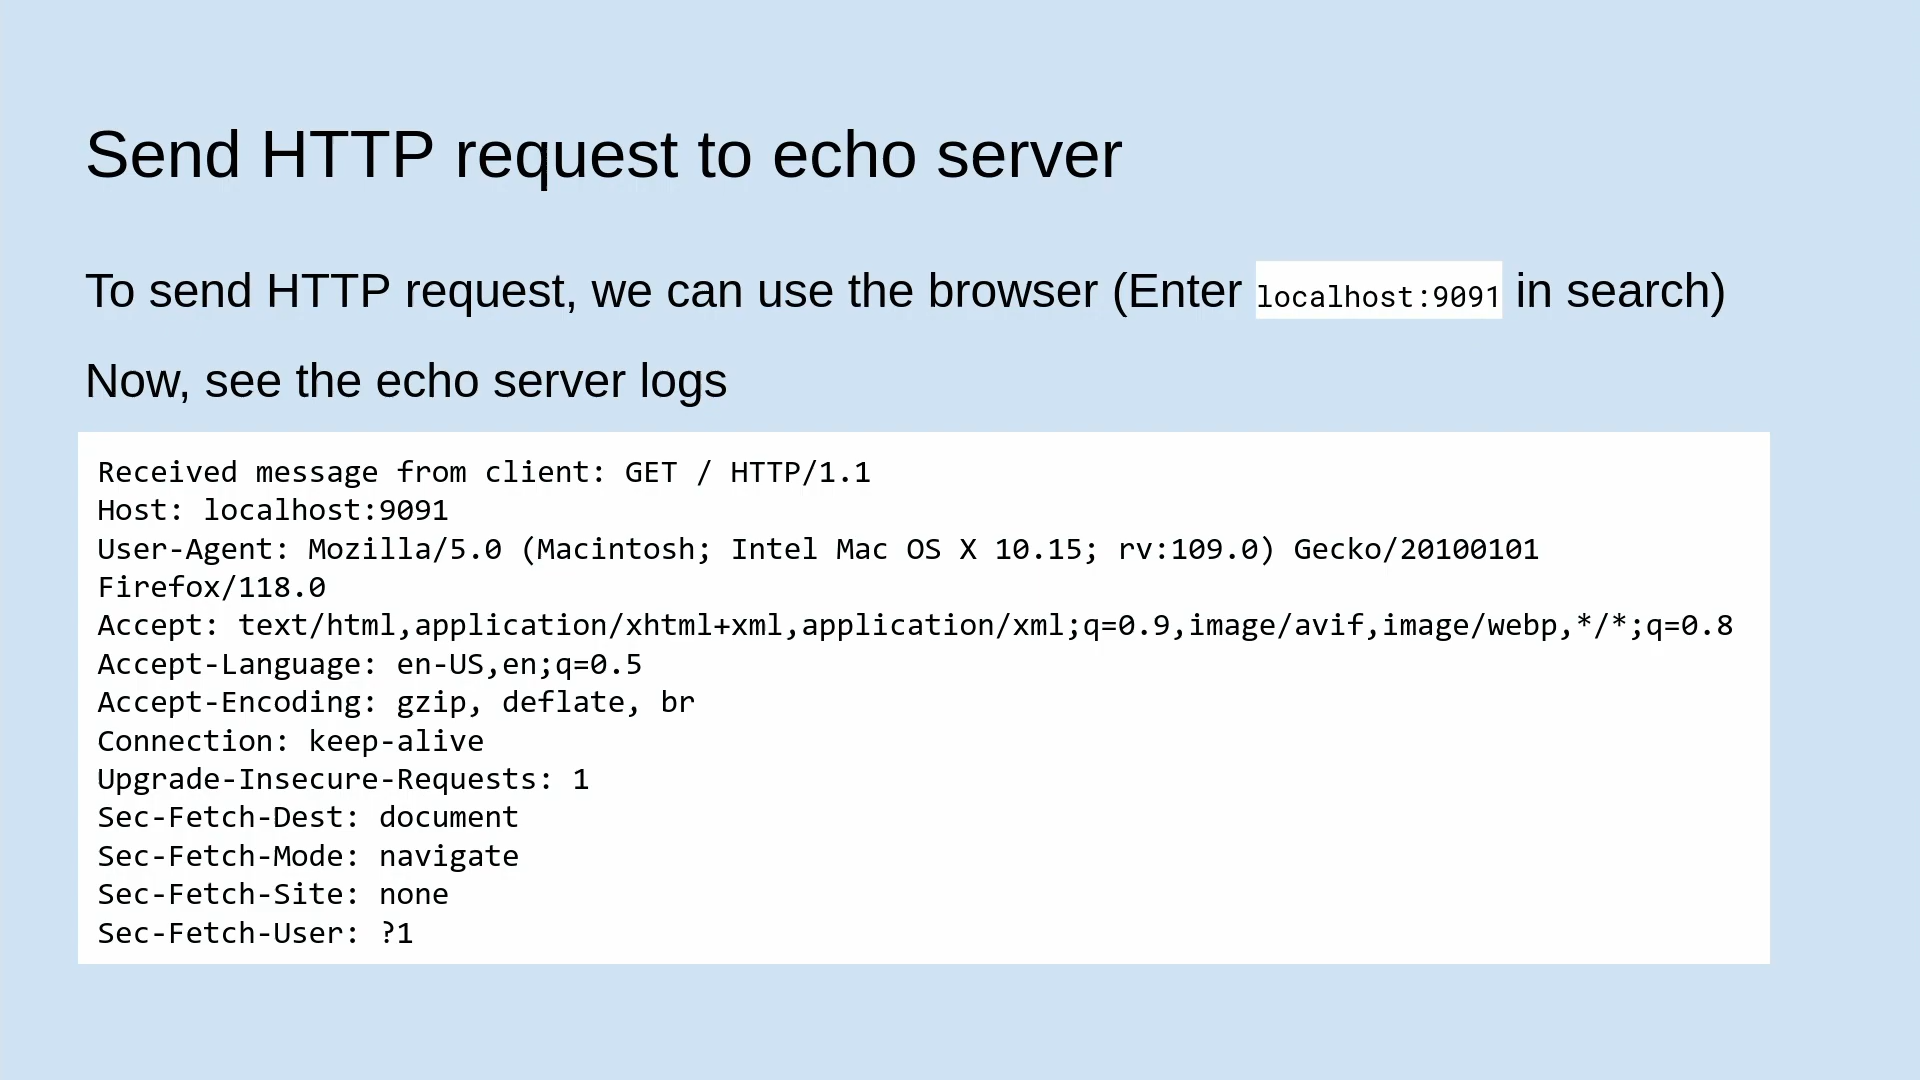 Send HTTP request to echo server
To send HTTP request, we can use the browser (Enter localhost:9091 in search)
Now, see the echo server logs
Received message from client: GET / HTTP/1.1
Host: localhost:9091
User-Agent: Mozilla/5.0 (Macintosh; Intel Mac OS X 10.15; rv:109.0) Gecko/20100101
Firefox/118.0
Accept: text/html,application/xhtml+xml,application/xml;q=0.9,image/avif,image/webp,*/*;q=0.8
Accept-Language: en-US,en;q=0.5
Accept-Encoding: gzip, deflate, br
Connection: keep-alive
Upgrade-Insecure-Requests: 1
Sec-Fetch-Dest: document
Sec-Fetch-Mode: navigate
Sec-Fetch-Site: none
Sec-Fetch-User: ?1